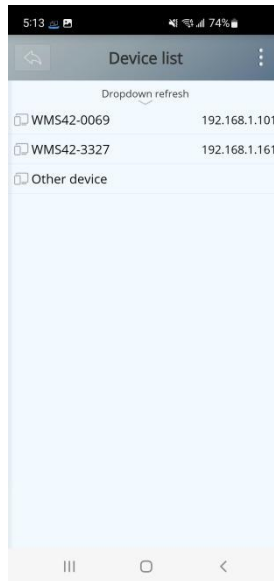 5:13 74%
Device list
Dropdown refresh
WMS42-0069 192.168.1.101
WMS42-3327 192.168.1.161
Other device